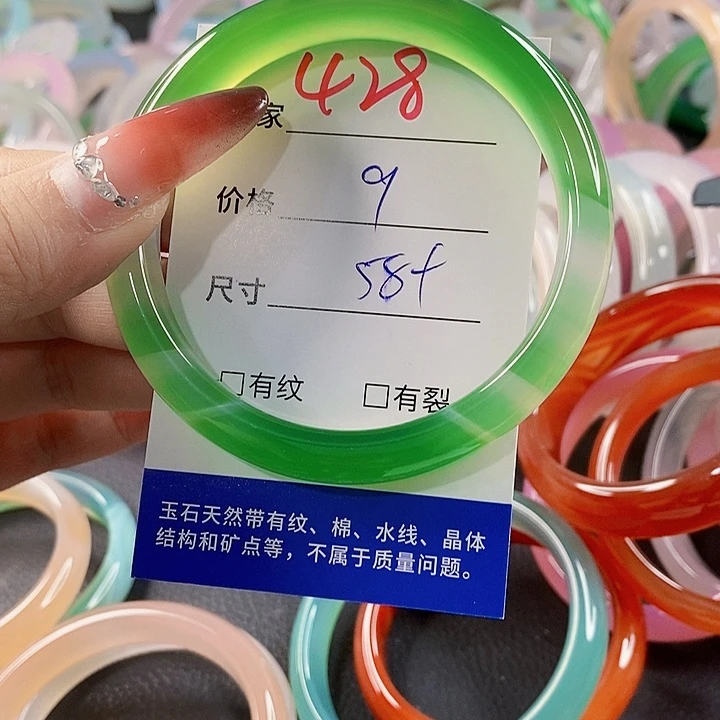 家 428
价格 9
尺寸 58+
□有纹 □有裂
玉石天然带有纹、棉、水线、晶体
结构和矿点等，不属于质量问题。